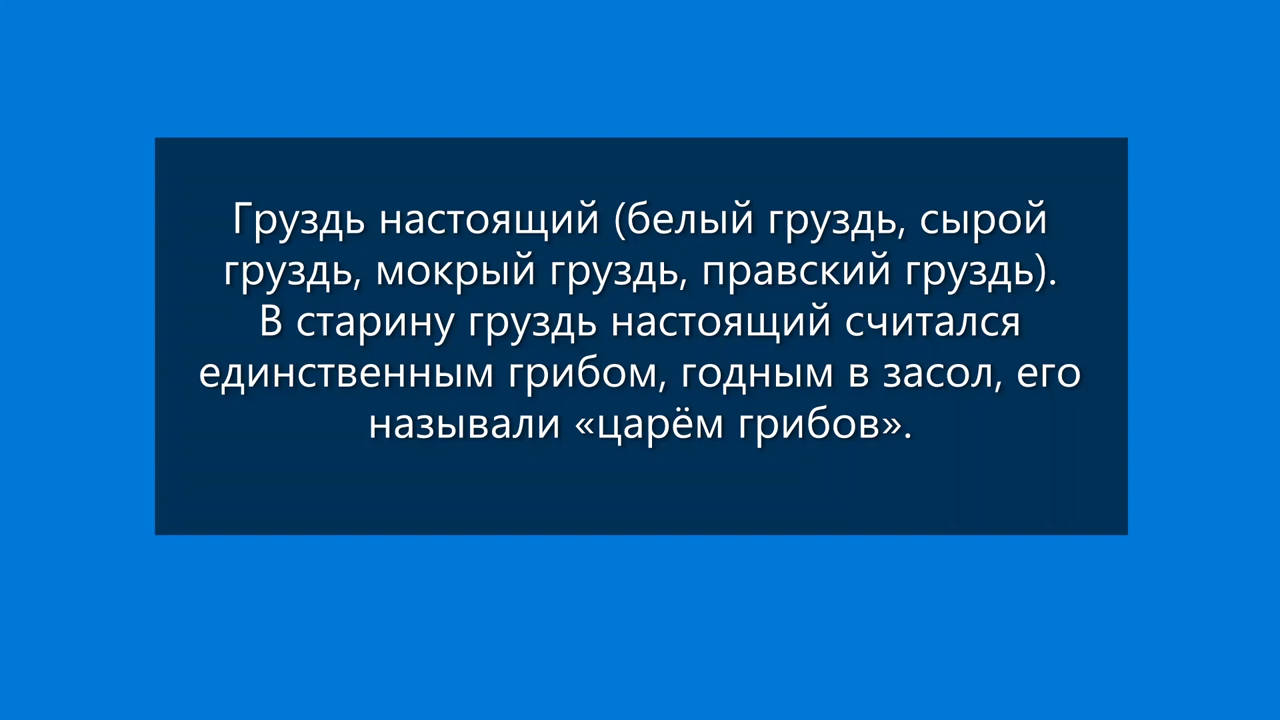 Груздь настоящий (белый груздь, сырой
груздь, мокрый груздь, правский груздь).
В старину груздь настоящий считался
единственным грибом, годным в засол, его
называли «царём грибов».